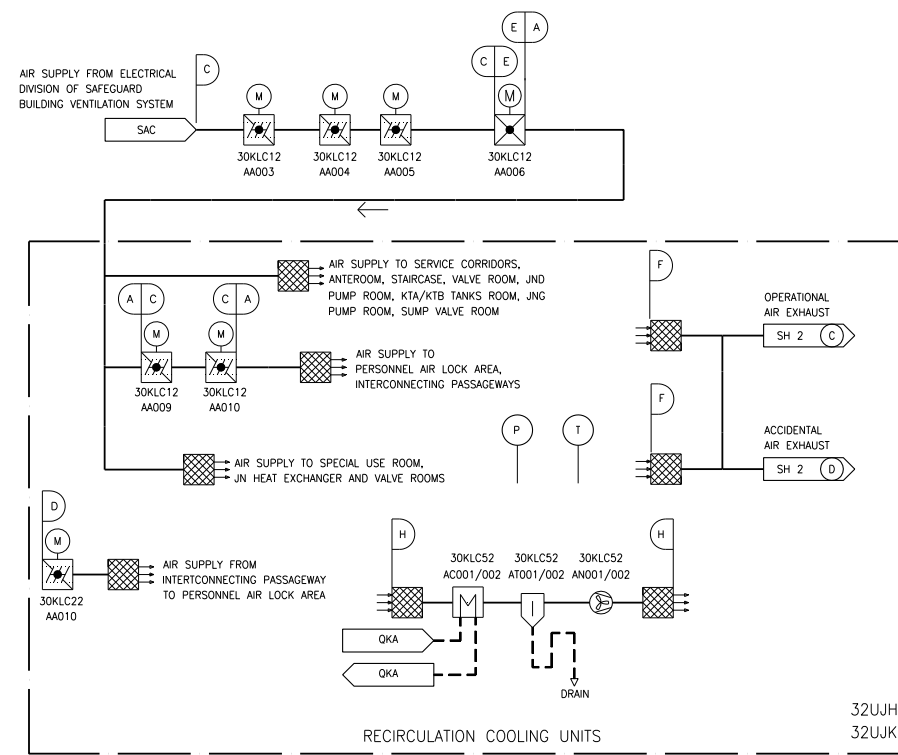 E A
C
C E
AIR SUPPLY FROM ELECTRICAL
DIVISION OF SAFEGUARD
BUILDING VENTILATION SYSTEM
M
M
M
M
SAC
30KLC12
AA003
30KLC12
AA004
30KLC12
AA005
30KLC12
AA006
AIR SUPPLY TO SERVICE CORRIDORS,
ANTEROOM, STAIRCASE, VALVE ROOM, JND
PUMP ROOM, KTA/KTB TANKS ROOM, JNG
PUMP ROOM, SUMP VALVE ROOM
F
A C
C A
OPERATIONAL
AIR EXHAUST
SH 2 C
M
M
AIR SUPPLY TO
PERSONNEL AIR LOCK AREA,
INTERCONNECTING PASSAGEWAYS
30KLC12
AA009
30KLC12
AA010
F
P
T
ACCIDENTAL
AIR EXHAUST
SH 2 D
AIR SUPPLY TO SPECIAL USE ROOM,
JN HEAT EXCHANGER AND VALVE ROOMS
D
M
AIR SUPPLY FROM
INTERTCONNECTING PASSAGEWAY
TO PERSONNEL AIR LOCK AREA
30KLC22
AA010
H
30KLC52
AC001/002
30KLC52
AT001/002
30KLC52
AN001/002
H
QKA
QKA
DRAIN
RECIRCULATION COOLING UNITS
32UJH
32UJK